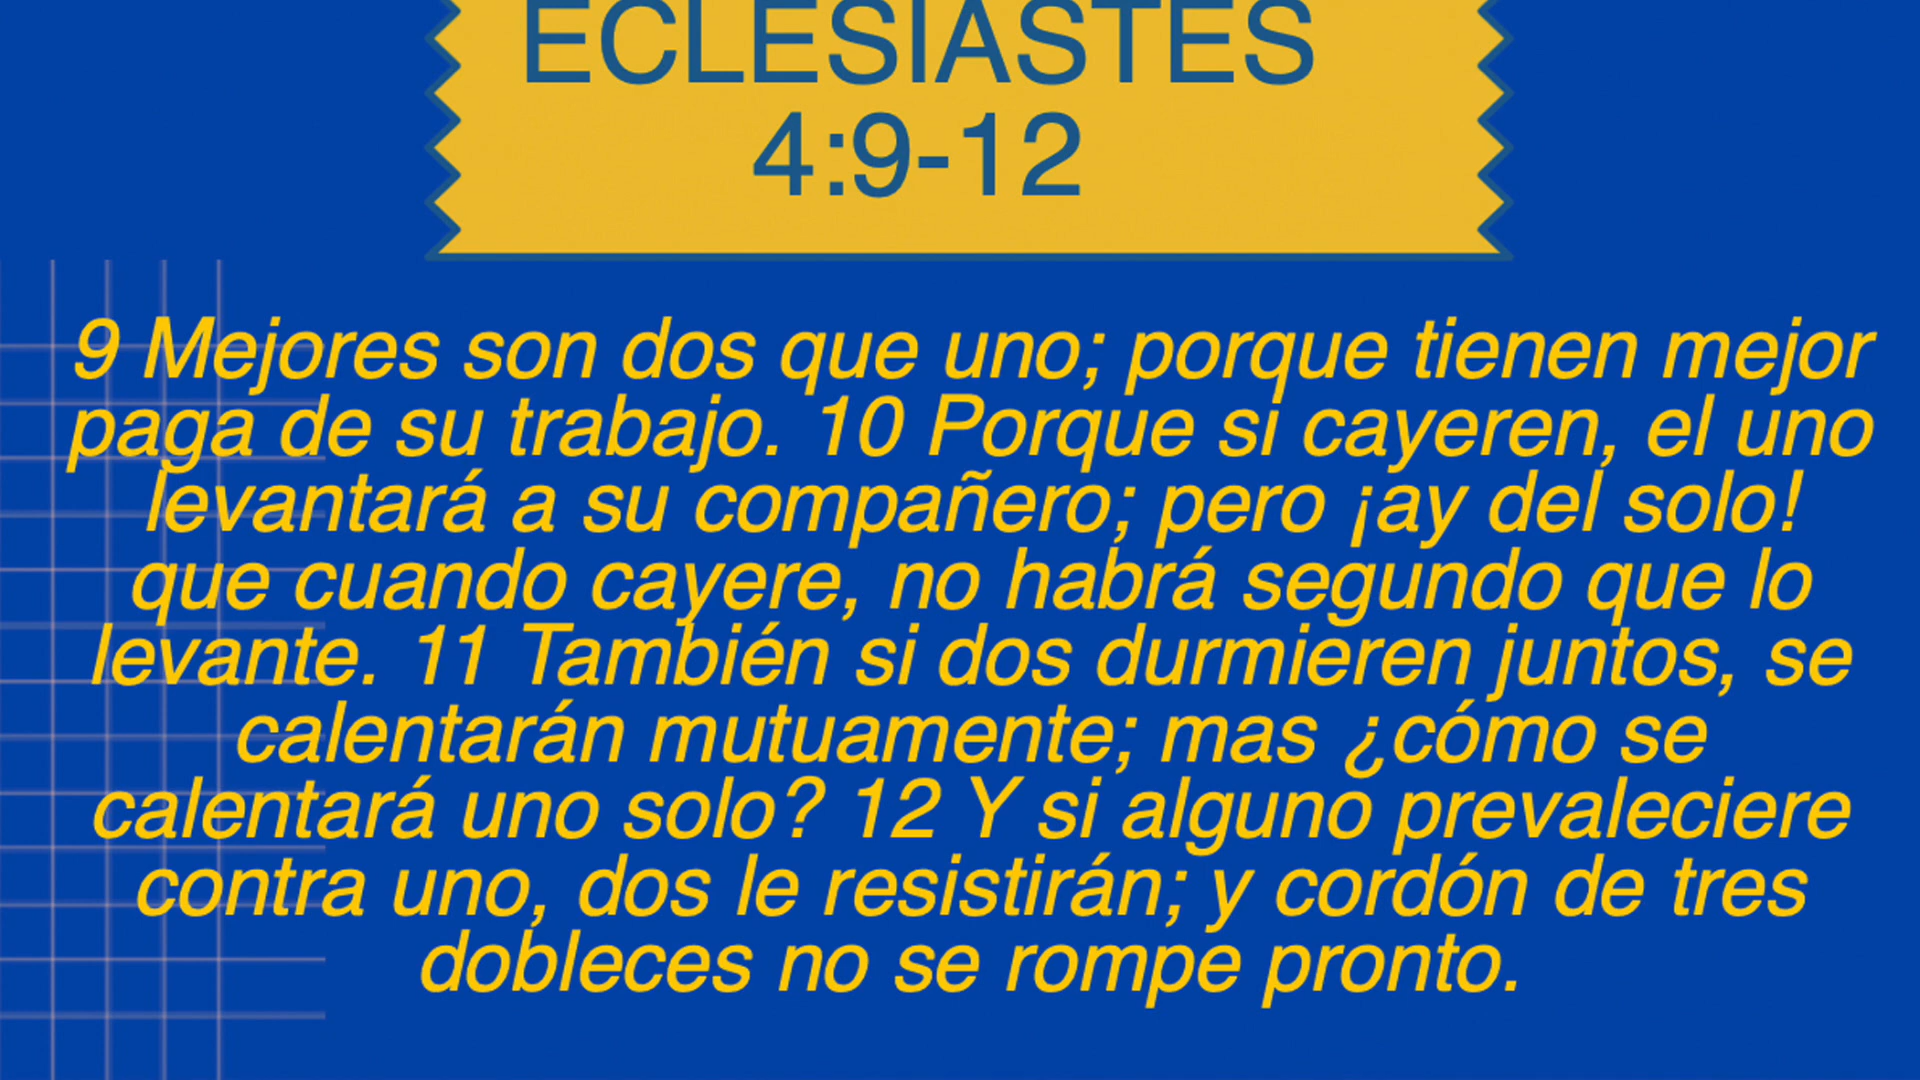 ECLESIASTES
4:9-12
9 Mejores son dos que uno; porque tienen mejor
paga de su trabajo. 10 Porque si cayeren, el uno
levantará a su compañero; pero ¡ay del solo!
que cuando cayere, no habrá segundo que lo
levante. 11 También si dos durmieren juntos, se
calentarán mutuamente; mas ¿cómo se
calentará uno solo? 12 Y si alguno prevaleciere
contra uno, dos le resistirán; y cordón de tres
dobleces no se rompe pronto.